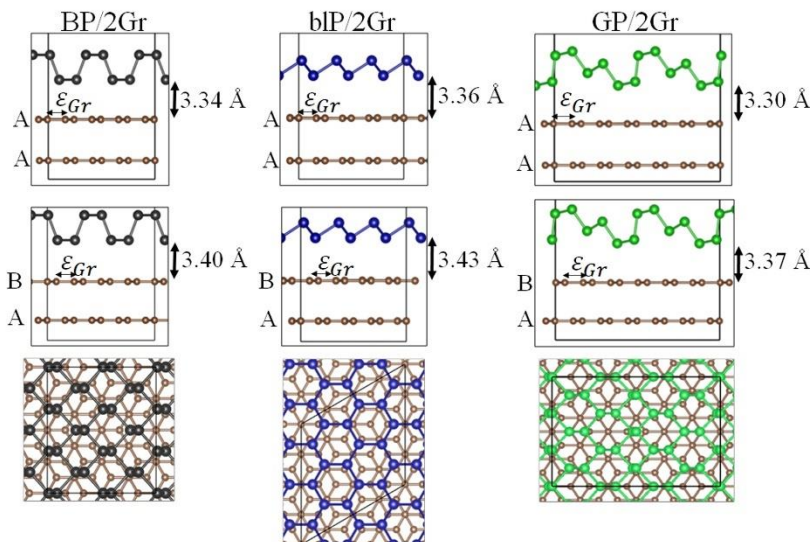 BP/2Gr
blP/2Gr
GP/2Gr
A εGr 3.34 Å
A
A εGr 3.36 Å
A
A εGr 3.30 Å
A
B εGr 3.40 Å
A
B εGr 3.43 Å
A
B εGr 3.37 Å
A